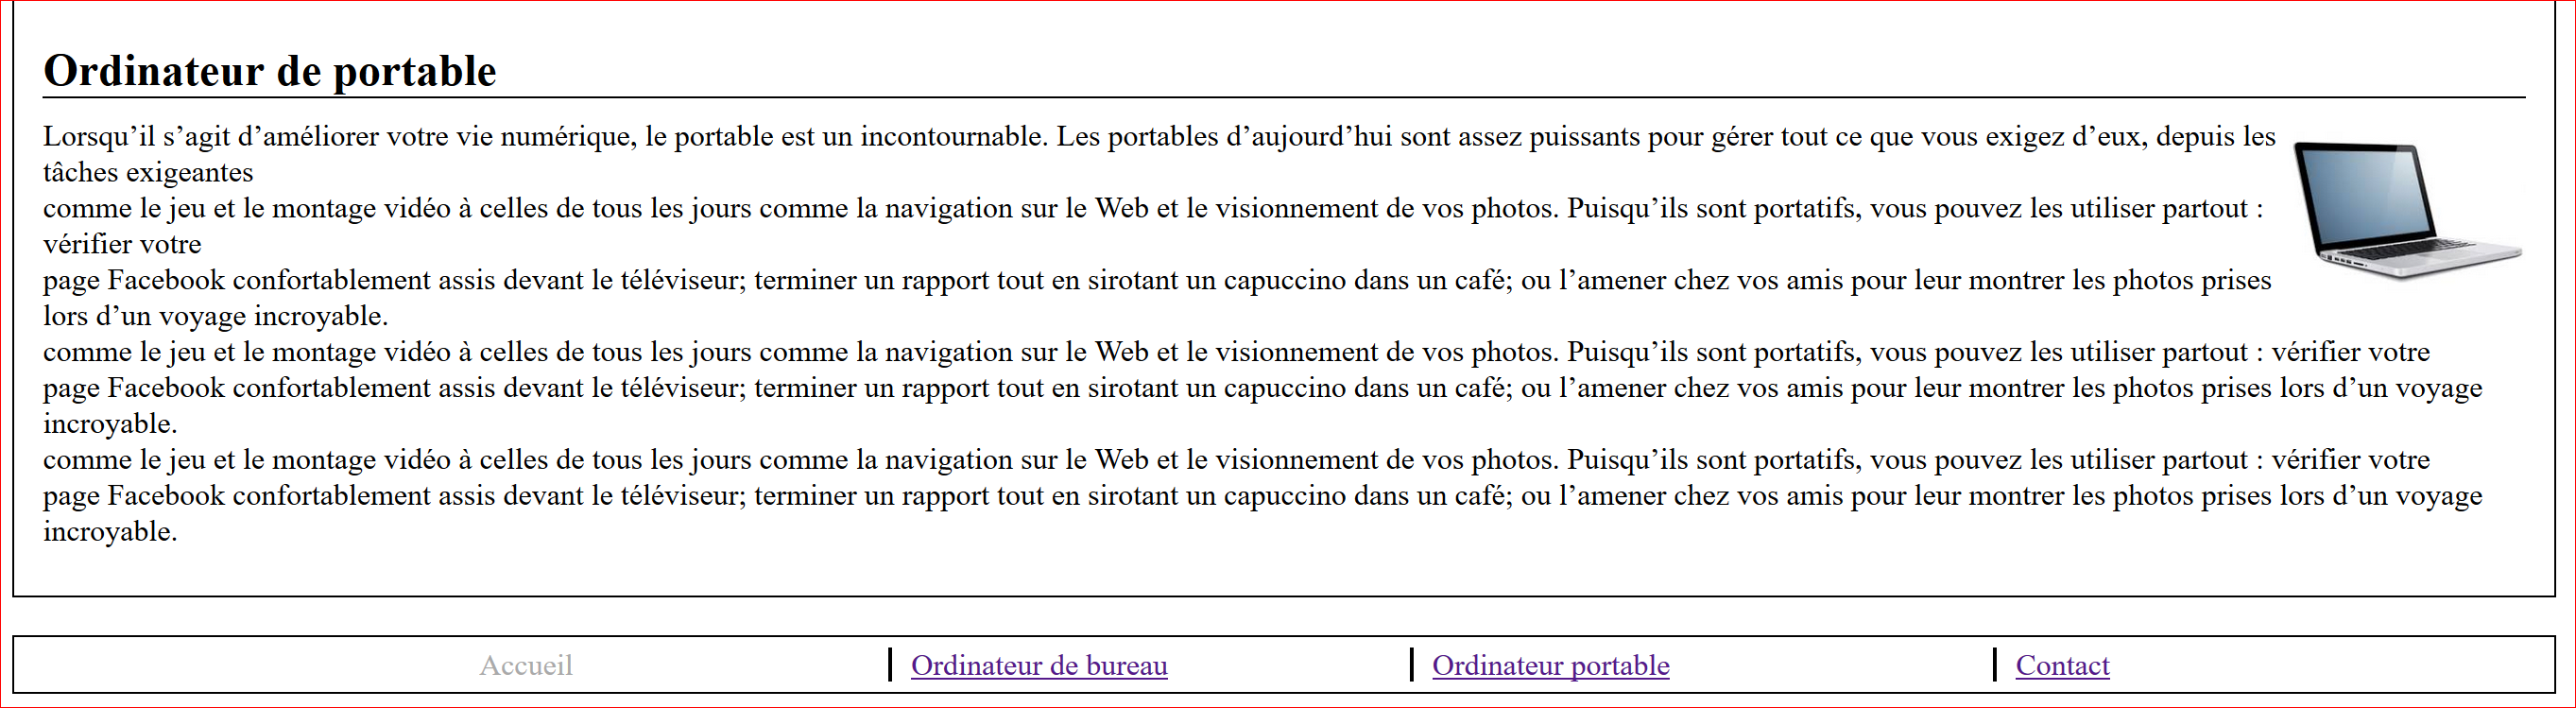 Ordinateur de portable
Lorsqu’il s’agit d’améliorer votre vie numérique, le portable est un incontournable. Les portables d’aujourd’hui sont assez puissants pour gérer tout ce que vous exigez d’eux, depuis les
tâches exigeantes
comme le jeu et le montage vidéo à celles de tous les jours comme la navigation sur le Web et le visionnement de vos photos. Puisqu’ils sont portatifs, vous pouvez les utiliser partout :
vérifier votre
page Facebook confortablement assis devant le téléviseur; terminer un rapport tout en sirotant un capuccino dans un café; ou l’amener chez vos amis pour leur montrer les photos prises
lors d’un voyage incroyable.
comme le jeu et le montage vidéo à celles de tous les jours comme la navigation sur le Web et le visionnement de vos photos. Puisqu’ils sont portatifs, vous pouvez les utiliser partout : vérifier votre
page Facebook confortablement assis devant le téléviseur; terminer un rapport tout en sirotant un capuccino dans un café; ou l’amener chez vos amis pour leur montrer les photos prises lors d’un voyage
incroyable.
comme le jeu et le montage vidéo à celles de tous les jours comme la navigation sur le Web et le visionnement de vos photos. Puisqu’ils sont portatifs, vous pouvez les utiliser partout : vérifier votre
page Facebook confortablement assis devant le téléviseur; terminer un rapport tout en sirotant un capuccino dans un café; ou l’amener chez vos amis pour leur montrer les photos prises lors d’un voyage
incroyable.
Accueil Ordinateur de bureau Ordinateur portable Contact